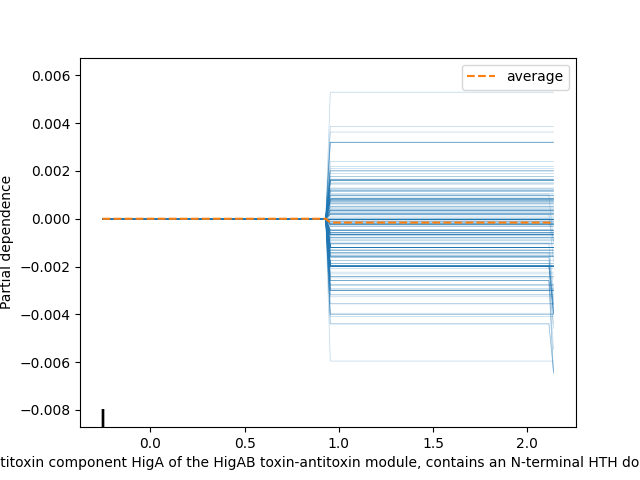 0.006
average
0.004
0.002
0.000
−0.002
−0.004
−0.006
−0.008
Partial dependence
0.0 0.5 1.0 1.5 2.0
titoxin component HigA of the HigAB toxin-antitoxin module, contains an N-terminal HTH do